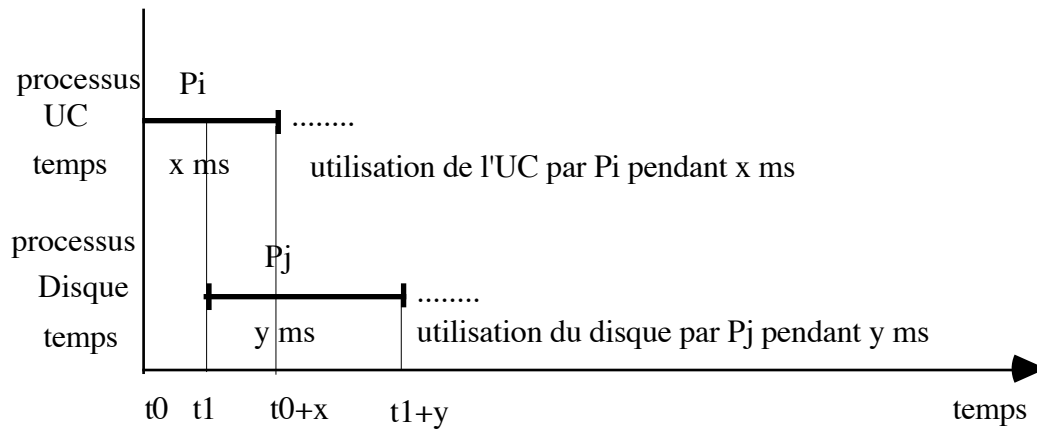 processus Pi
UC ........
temps x ms utilisation de l'UC par Pi pendant x ms
processus
Pj
Disque ........
temps y ms utilisation du disque par Pj pendant y ms
t0 t1 t0+x t1+y temps